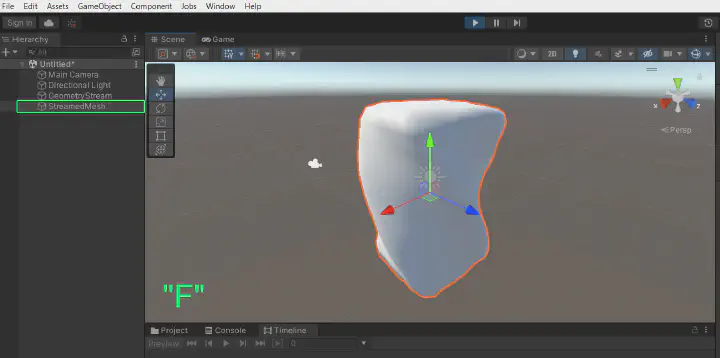 File Edit Assets GameObject Component Jobs Window Help
Sign in
Hierarchy
Scene
Game
All
2D
Untitled*
Main Camera
Directional Light
GeometryStream
StreamedMesh
x
z
Persp
"F"
Project
Console
Timeline
Preview
0